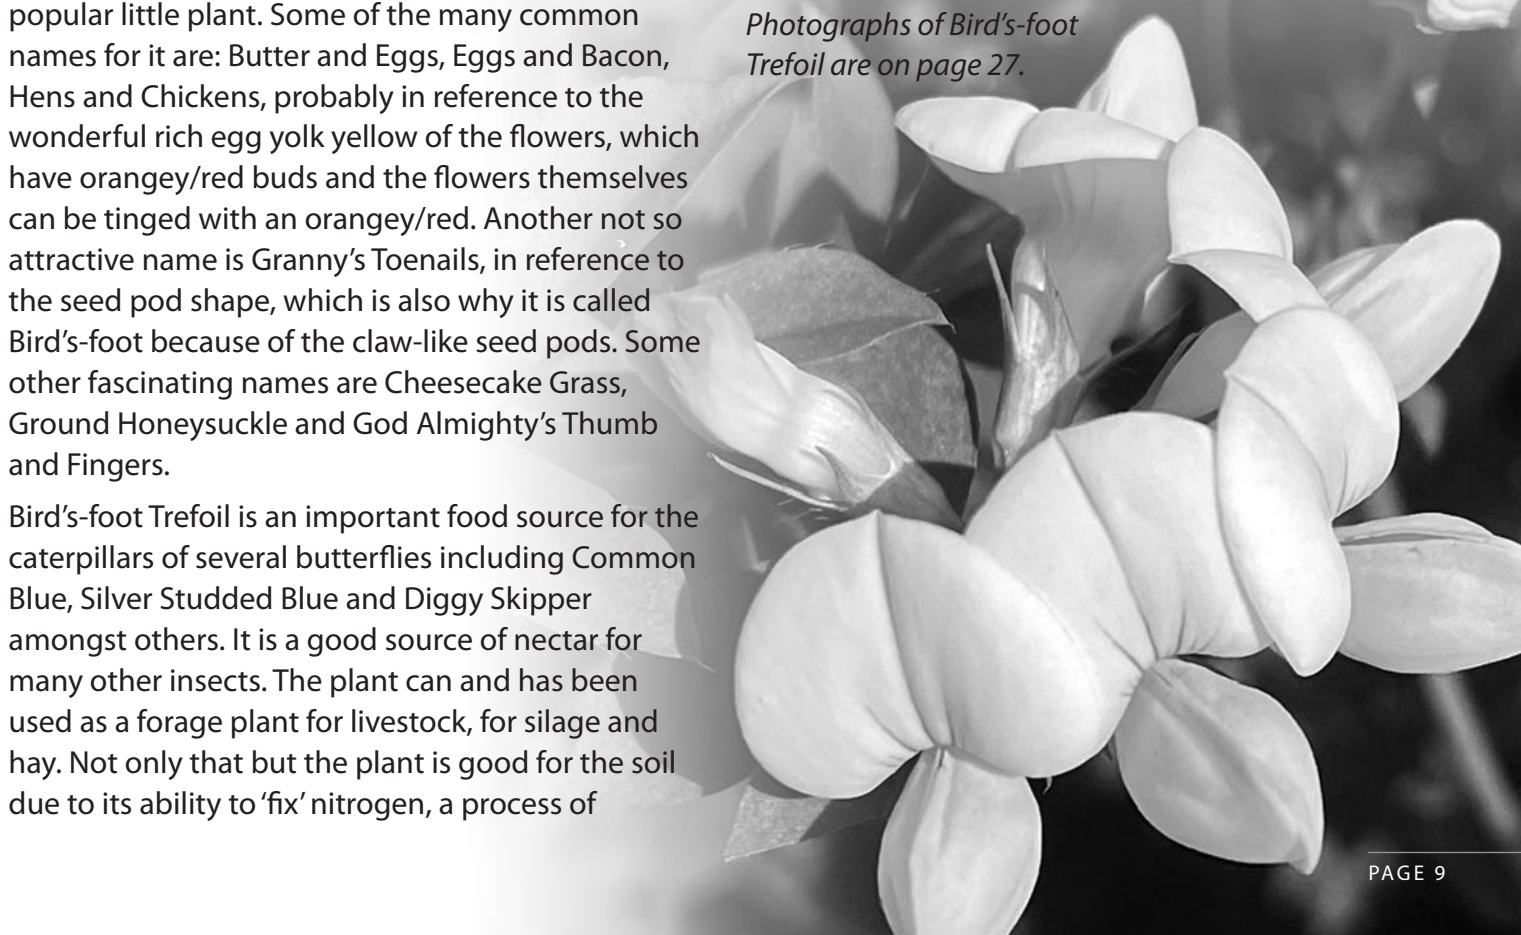 popular little plant. Some of the many common
names for it are: Butter and Eggs, Eggs and Bacon,
Hens and Chickens, probably in reference to the
wonderful rich egg yolk yellow of the flowers, which
have orangey/red buds and the flowers themselves
can be tinged with an orangey/red. Another not so
attractive name is Granny’s Toenails, in reference to
the seed pod shape, which is also why it is called
Bird’s-foot because of the claw-like seed pods. Some
other fascinating names are Cheesecake Grass,
Ground Honeysuckle and God Almighty’s Thumb
and Fingers.
Bird’s-foot Trefoil is an important food source for the
caterpillars of several butterflies including Common
Blue, Silver Studded Blue and Diggy Skipper
amongst others. It is a good source of nectar for
many other insects. The plant can and has been
used as a forage plant for livestock, for silage and
hay. Not only that but the plant is good for the soil
due to its ability to ‘fix’ nitrogen, a process of
Photographs of Bird’s-foot
Trefoil are on page 27.
PAGE 9